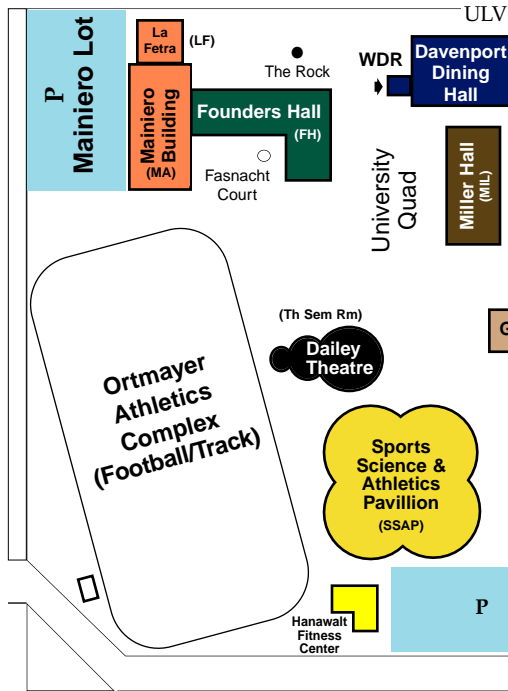 ULV
P
Mainiero Lot
La
Fetra
(LF)
Mainiero
Building
(MA)
Founders Hall
(FH)
The Rock
WDR
Davenport
Dining
Hall
Fasnacht
Court
University
Quad
Miller Hall
(MIL)
(Th Sem Rm)
Dailey
Theatre
G
Ortmayer
Athletics
Complex
(Football/Track)
Sports
Science &
Athletics
Pavillion
(SSAP)
Hanawalt
Fitness
Center
P